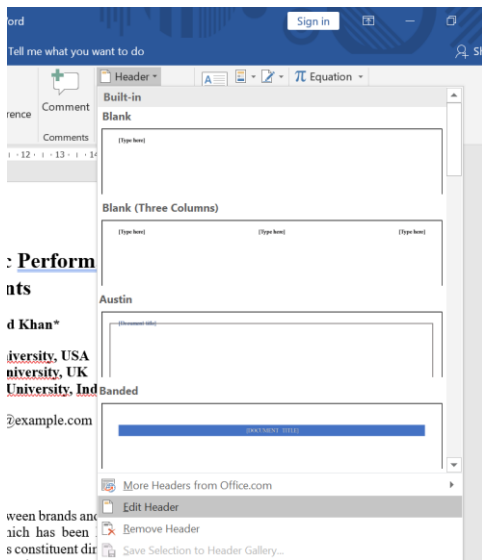 ord
Sign in
Tell me what you want to do
Sh
Header
Equation
rence
Comment
Comments
12 13 14
Built-in
Blank
[Type here]
Blank (Three Columns)
[Type here] [Type here] [Type here]
Austin
[Document title]
Banded
[DOCUMENT TITLE]
c Perform
nts
d Khan*
iversity, USA
niversity, UK
University, Ind
@example.com
ween brands and
hich has been
s constituent dir
More Headers from Office.com
Edit Header
Remove Header
Save Selection to Header Gallery...